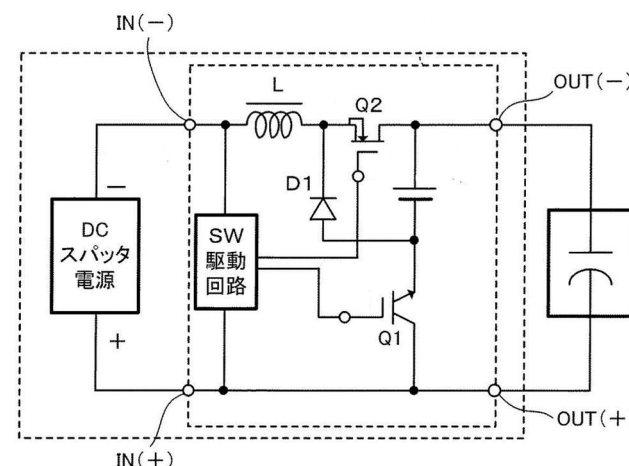 IN(−)
L
Q2
OUT(−)
D1
−
DC
スパッタ
電源
+
SW
駆動
回路
Q1
IN(+)
OUT(+